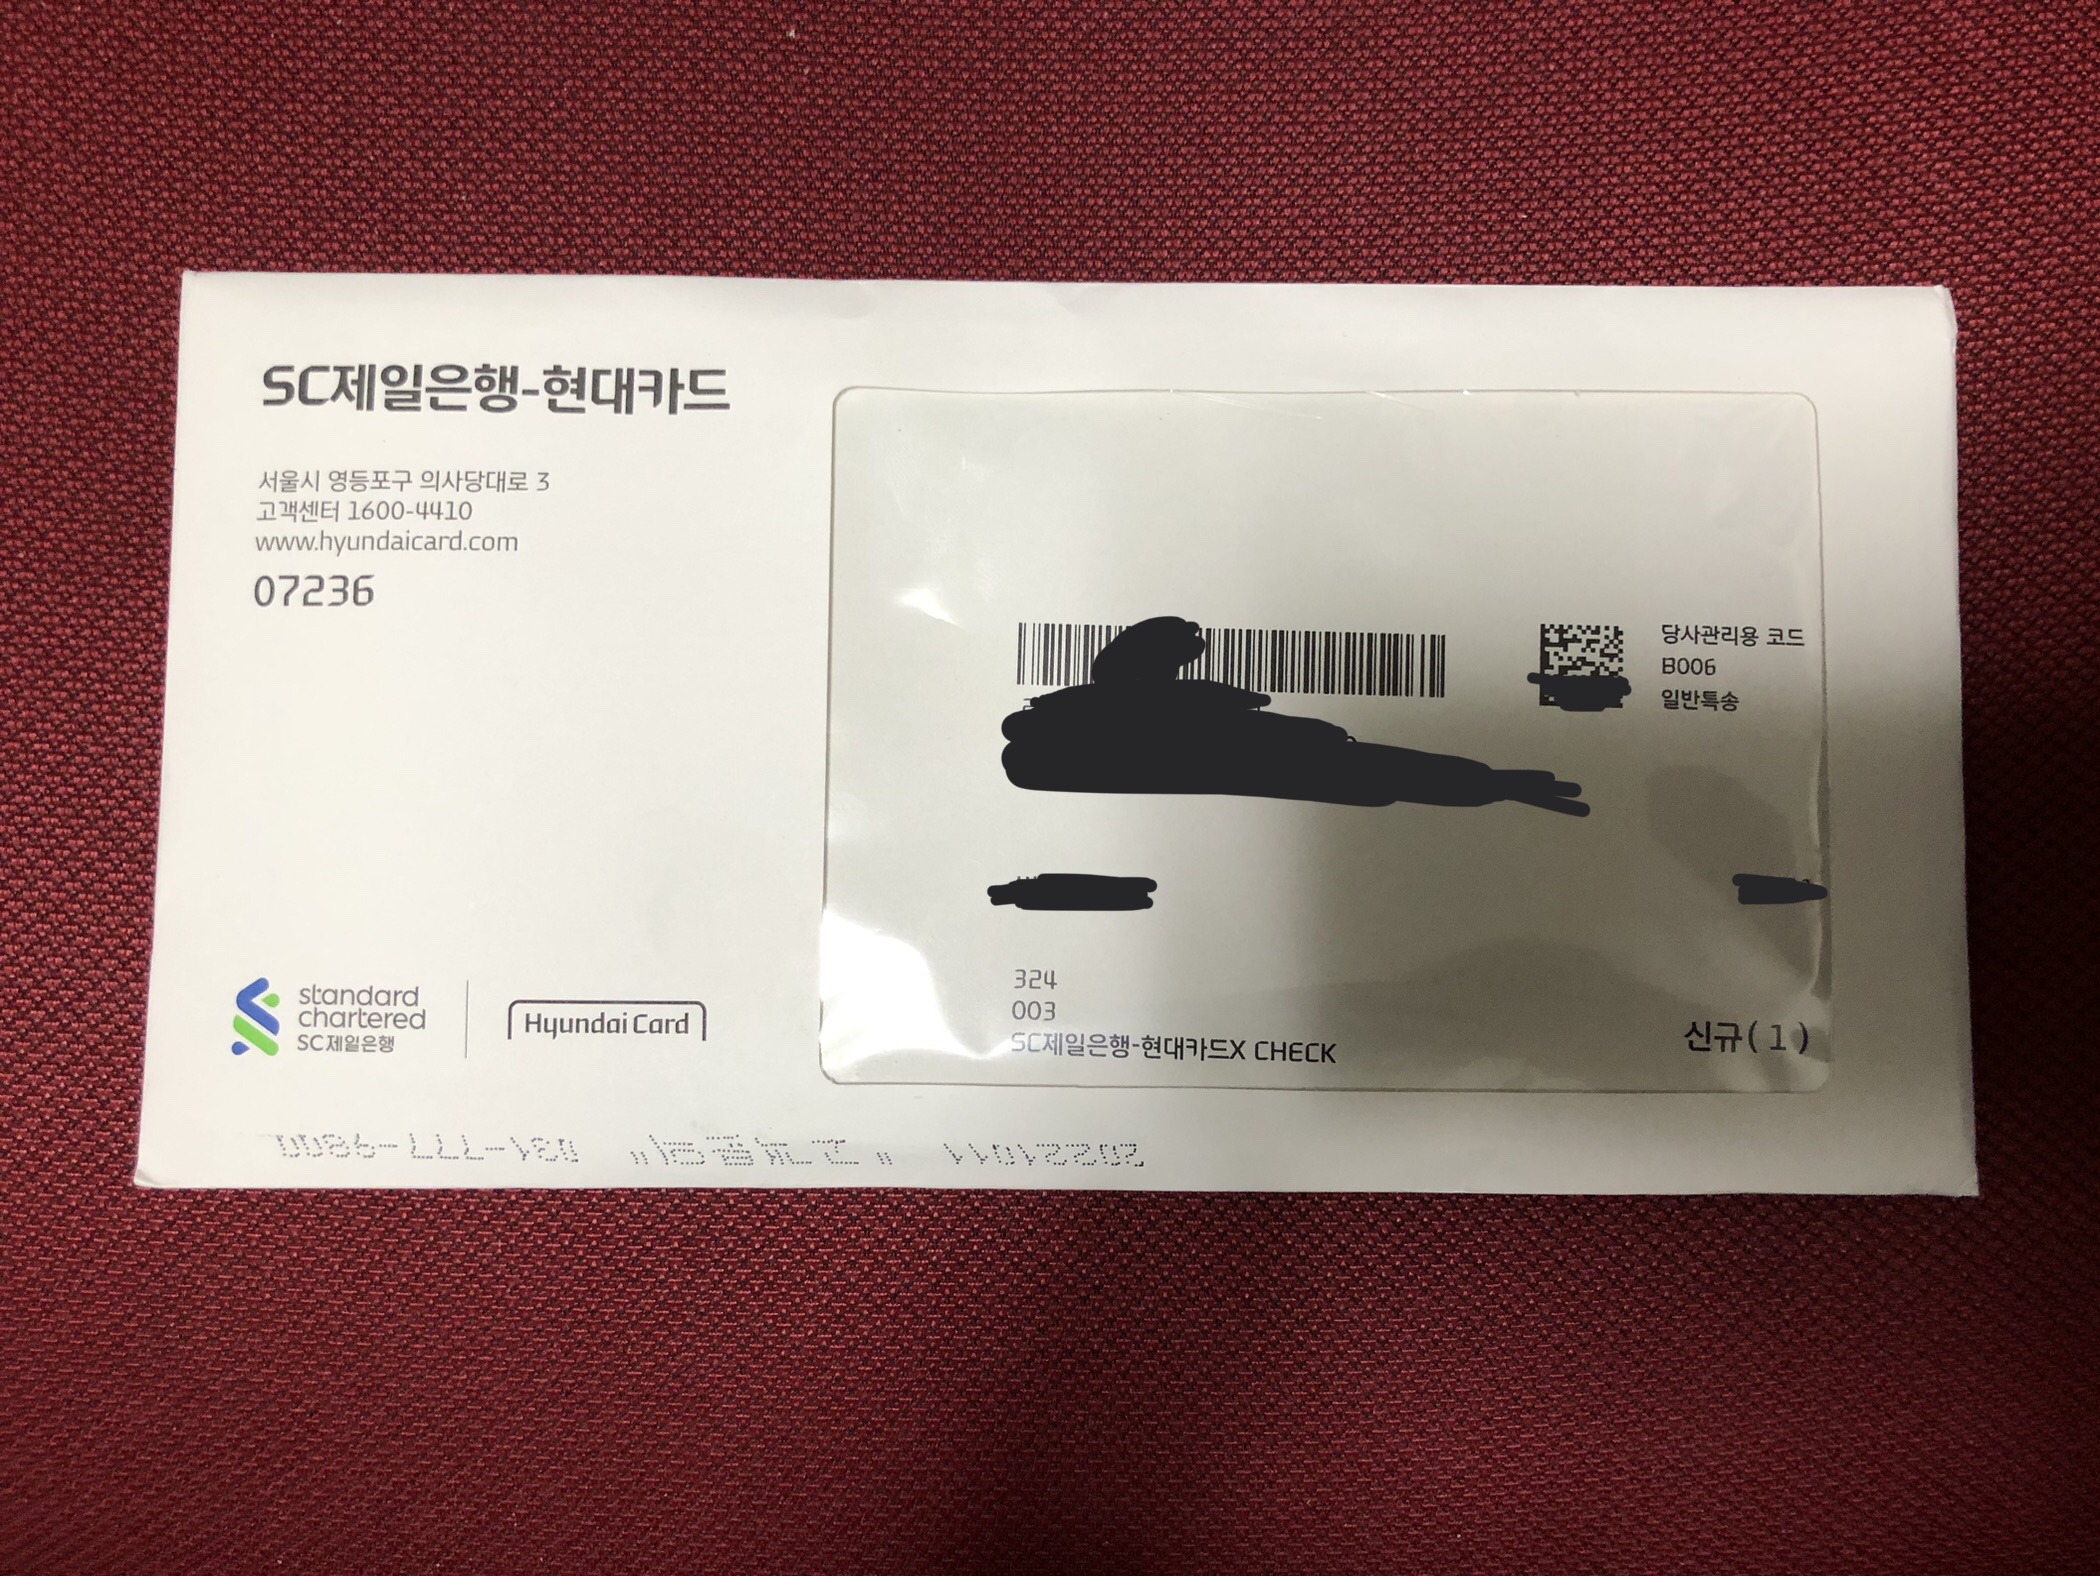 SC제일은행-현대카드
서울시 영등포구 의사당대로 3
고객센터 1600-4410
www.hyundaicard.com
07236
당사관리용 코드
B006
일반특송
324
003
SC제일은행-현대카드X CHECK
신규(1)
standard
chartered
SC제일은행
Hyundai Card